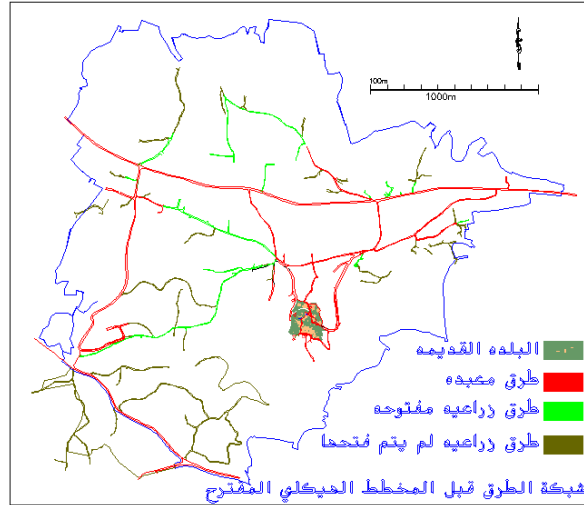 100m
1000m
البلده القديمه
طرق معبده
طرق زراعيه مفتوحه
طرق زراعيه لم يتم فتحها
شبكة الطرق قبل المخطط الهيكلي المقترح